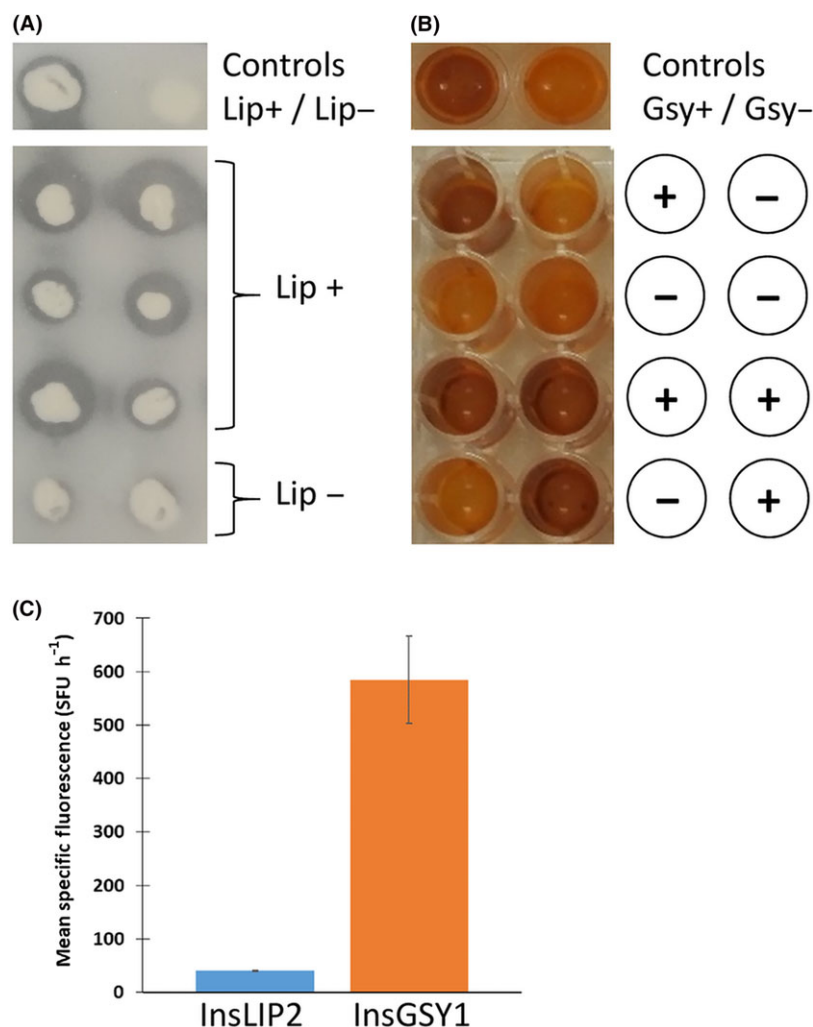 (A)
Controls
Lip+ / Lip−
Lip +
Lip −
(B)
Controls
Gsy+ / Gsy−
+ −
− −
+ +
− +
(C)
Mean specific fluorescence (SFU h⁻¹)
700
600
500
400
300
200
100
0
InsLIP2 InsGSY1